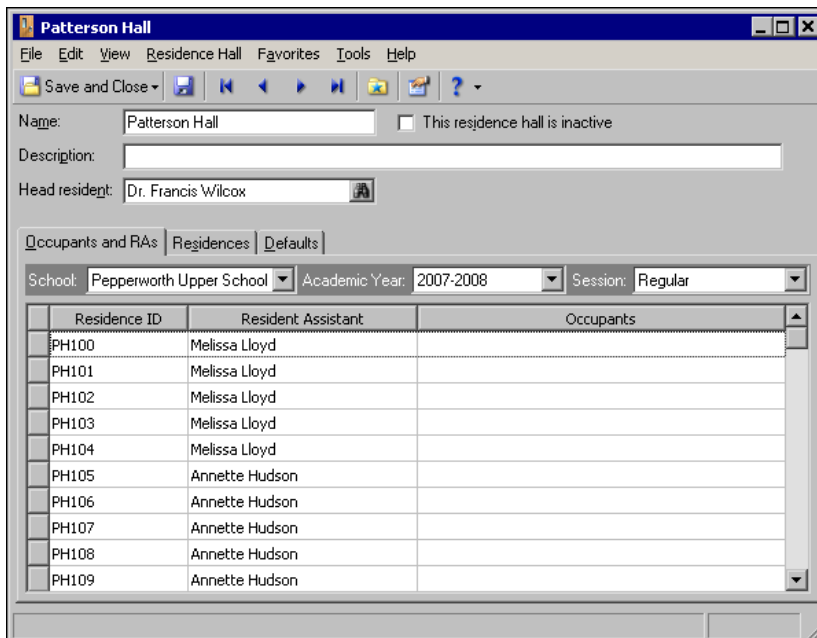 Patterson Hall
File Edit View Residence Hall Favorites Tools Help
Save and Close ?
Name: Patterson Hall This residence hall is inactive
Description:
Head resident: Dr. Francis Wilcox
Occupants and RAs Residences Defaults
School: Pepperworth Upper School Academic Year: 2007-2008 Session: Regular
Residence ID Resident Assistant Occupants
PH100 Melissa Lloyd
PH101 Melissa Lloyd
PH102 Melissa Lloyd
PH103 Melissa Lloyd
PH104 Melissa Lloyd
PH105 Annette Hudson
PH106 Annette Hudson
PH107 Annette Hudson
PH108 Annette Hudson
PH109 Annette Hudson